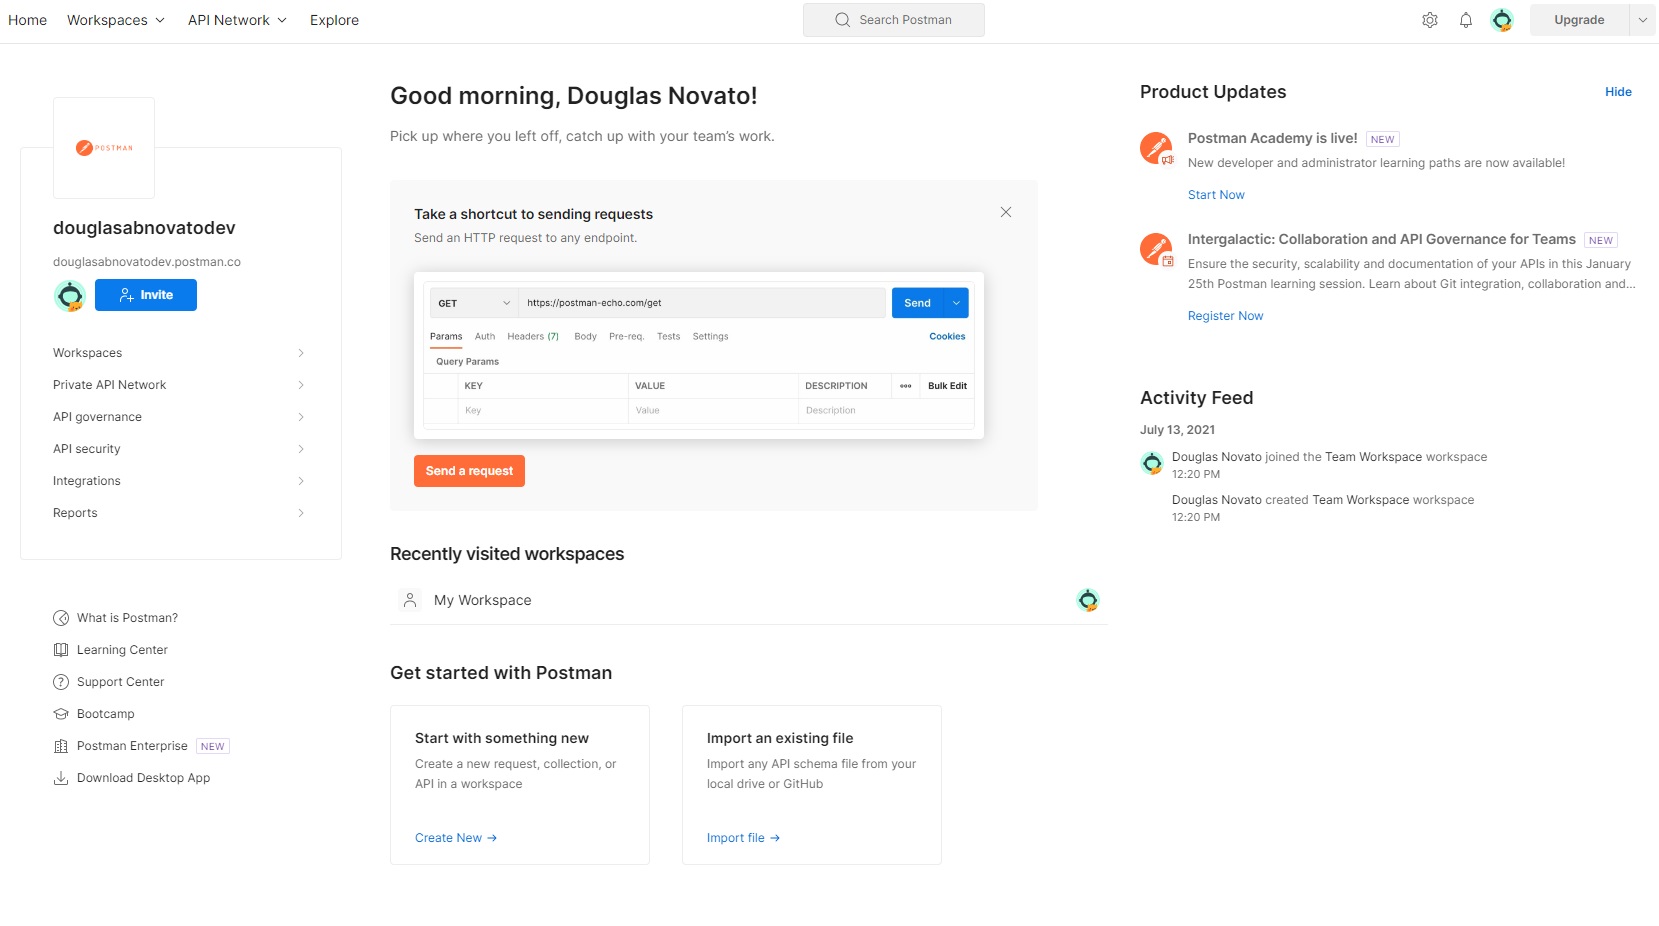 Home Workspaces API Network Explore
Search Postman
Upgrade
POSTMAN
douglasabnovatodev
douglasabnovatodev.postman.co
Invite
Workspaces
Private API Network
API governance
API security
Integrations
Reports
What is Postman?
Learning Center
Support Center
Bootcamp
Postman Enterprise NEW
Download Desktop App
Good morning, Douglas Novato!
Pick up where you left off, catch up with your team’s work.
Take a shortcut to sending requests
Send an HTTP request to any endpoint.
GET https://postman-echo.com/get Send
Params Auth Headers (7) Body Pre-req. Tests Settings Cookies
Query Params
KEY VALUE DESCRIPTION Bulk Edit
Key Value Description
Send a request
Recently visited workspaces
My Workspace
Get started with Postman
Start with something new
Create a new request, collection, or
API in a workspace
Create New →
Import an existing file
Import any API schema file from your
local drive or GitHub
Import file →
Product Updates Hide
Postman Academy is live! NEW
New developer and administrator learning paths are now available!
Start Now
Intergalactic: Collaboration and API Governance for Teams NEW
Ensure the security, scalability and documentation of your APIs in this January
25th Postman learning session. Learn about Git integration, collaboration and...
Register Now
Activity Feed
July 13, 2021
Douglas Novato joined the Team Workspace workspace
12:20 PM
Douglas Novato created Team Workspace workspace
12:20 PM